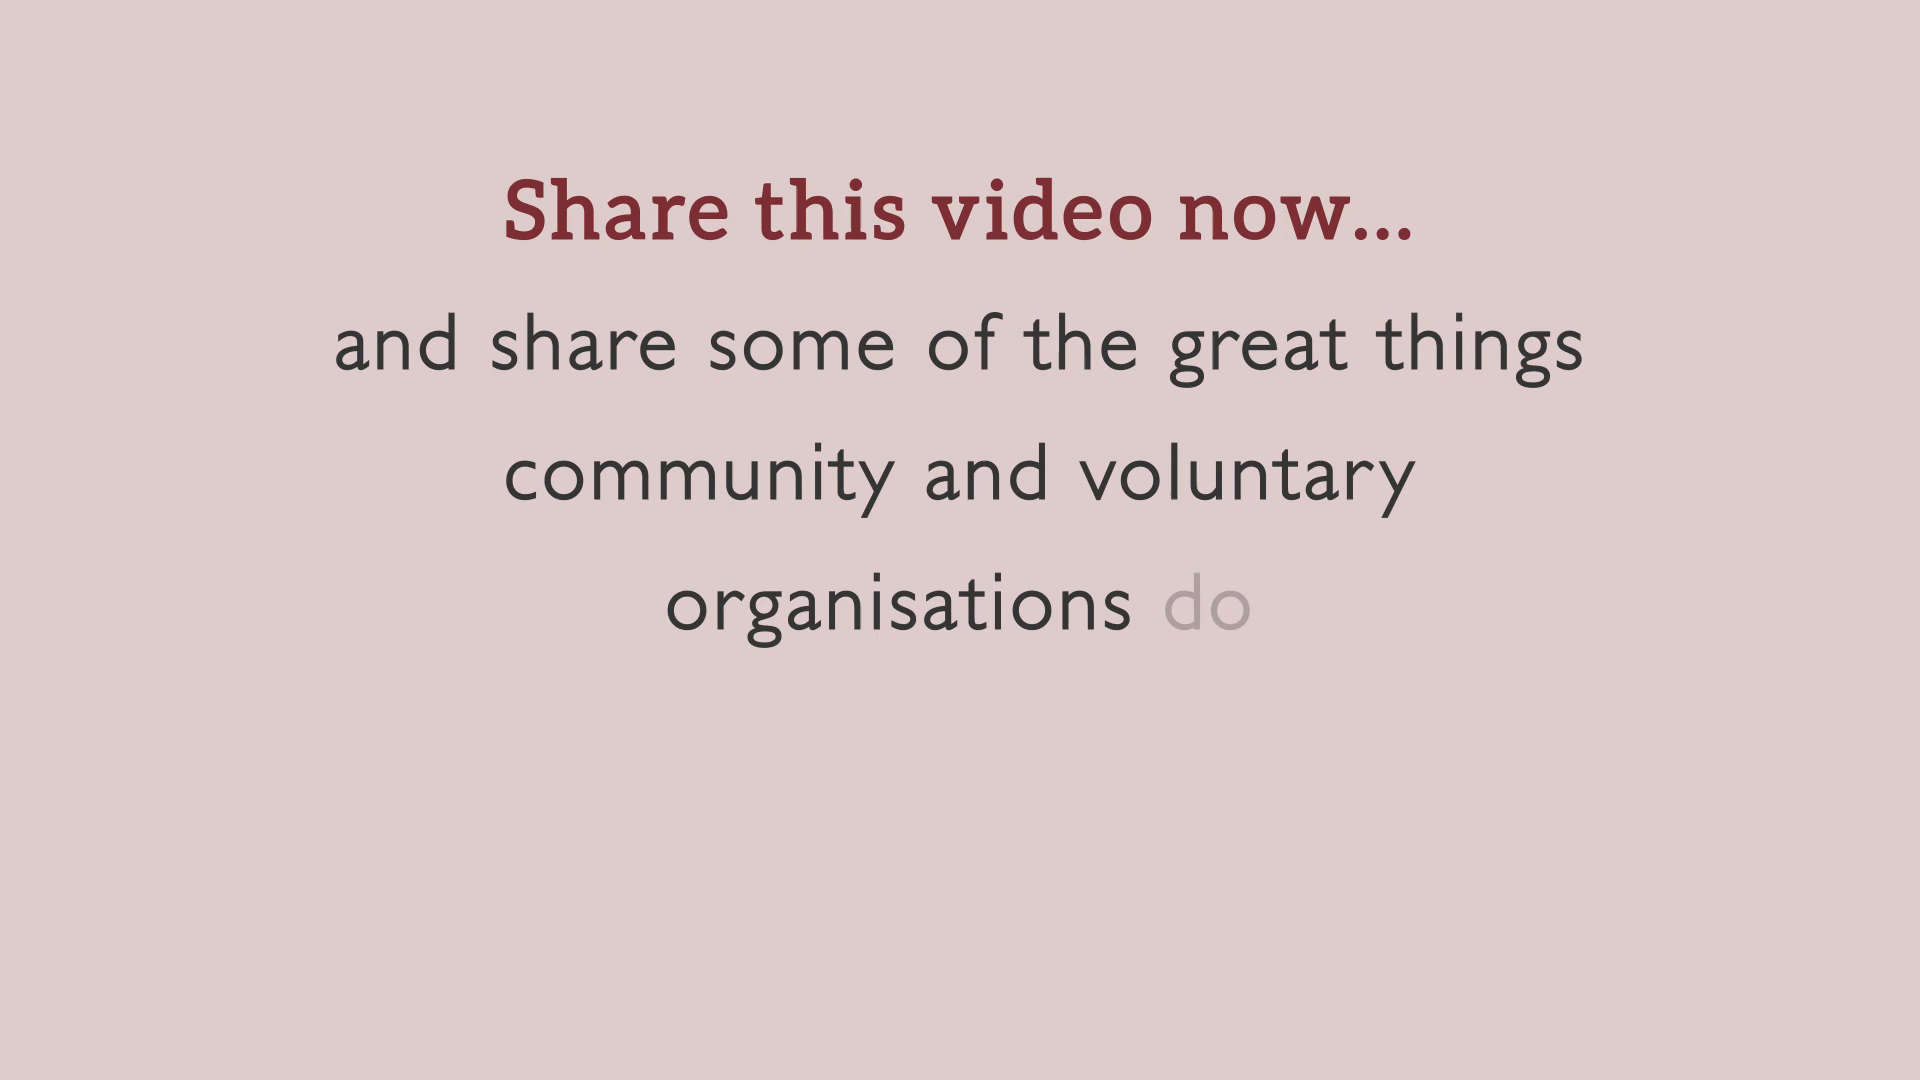 Share this video now...
and share some of the great things
community and voluntary
organisations do